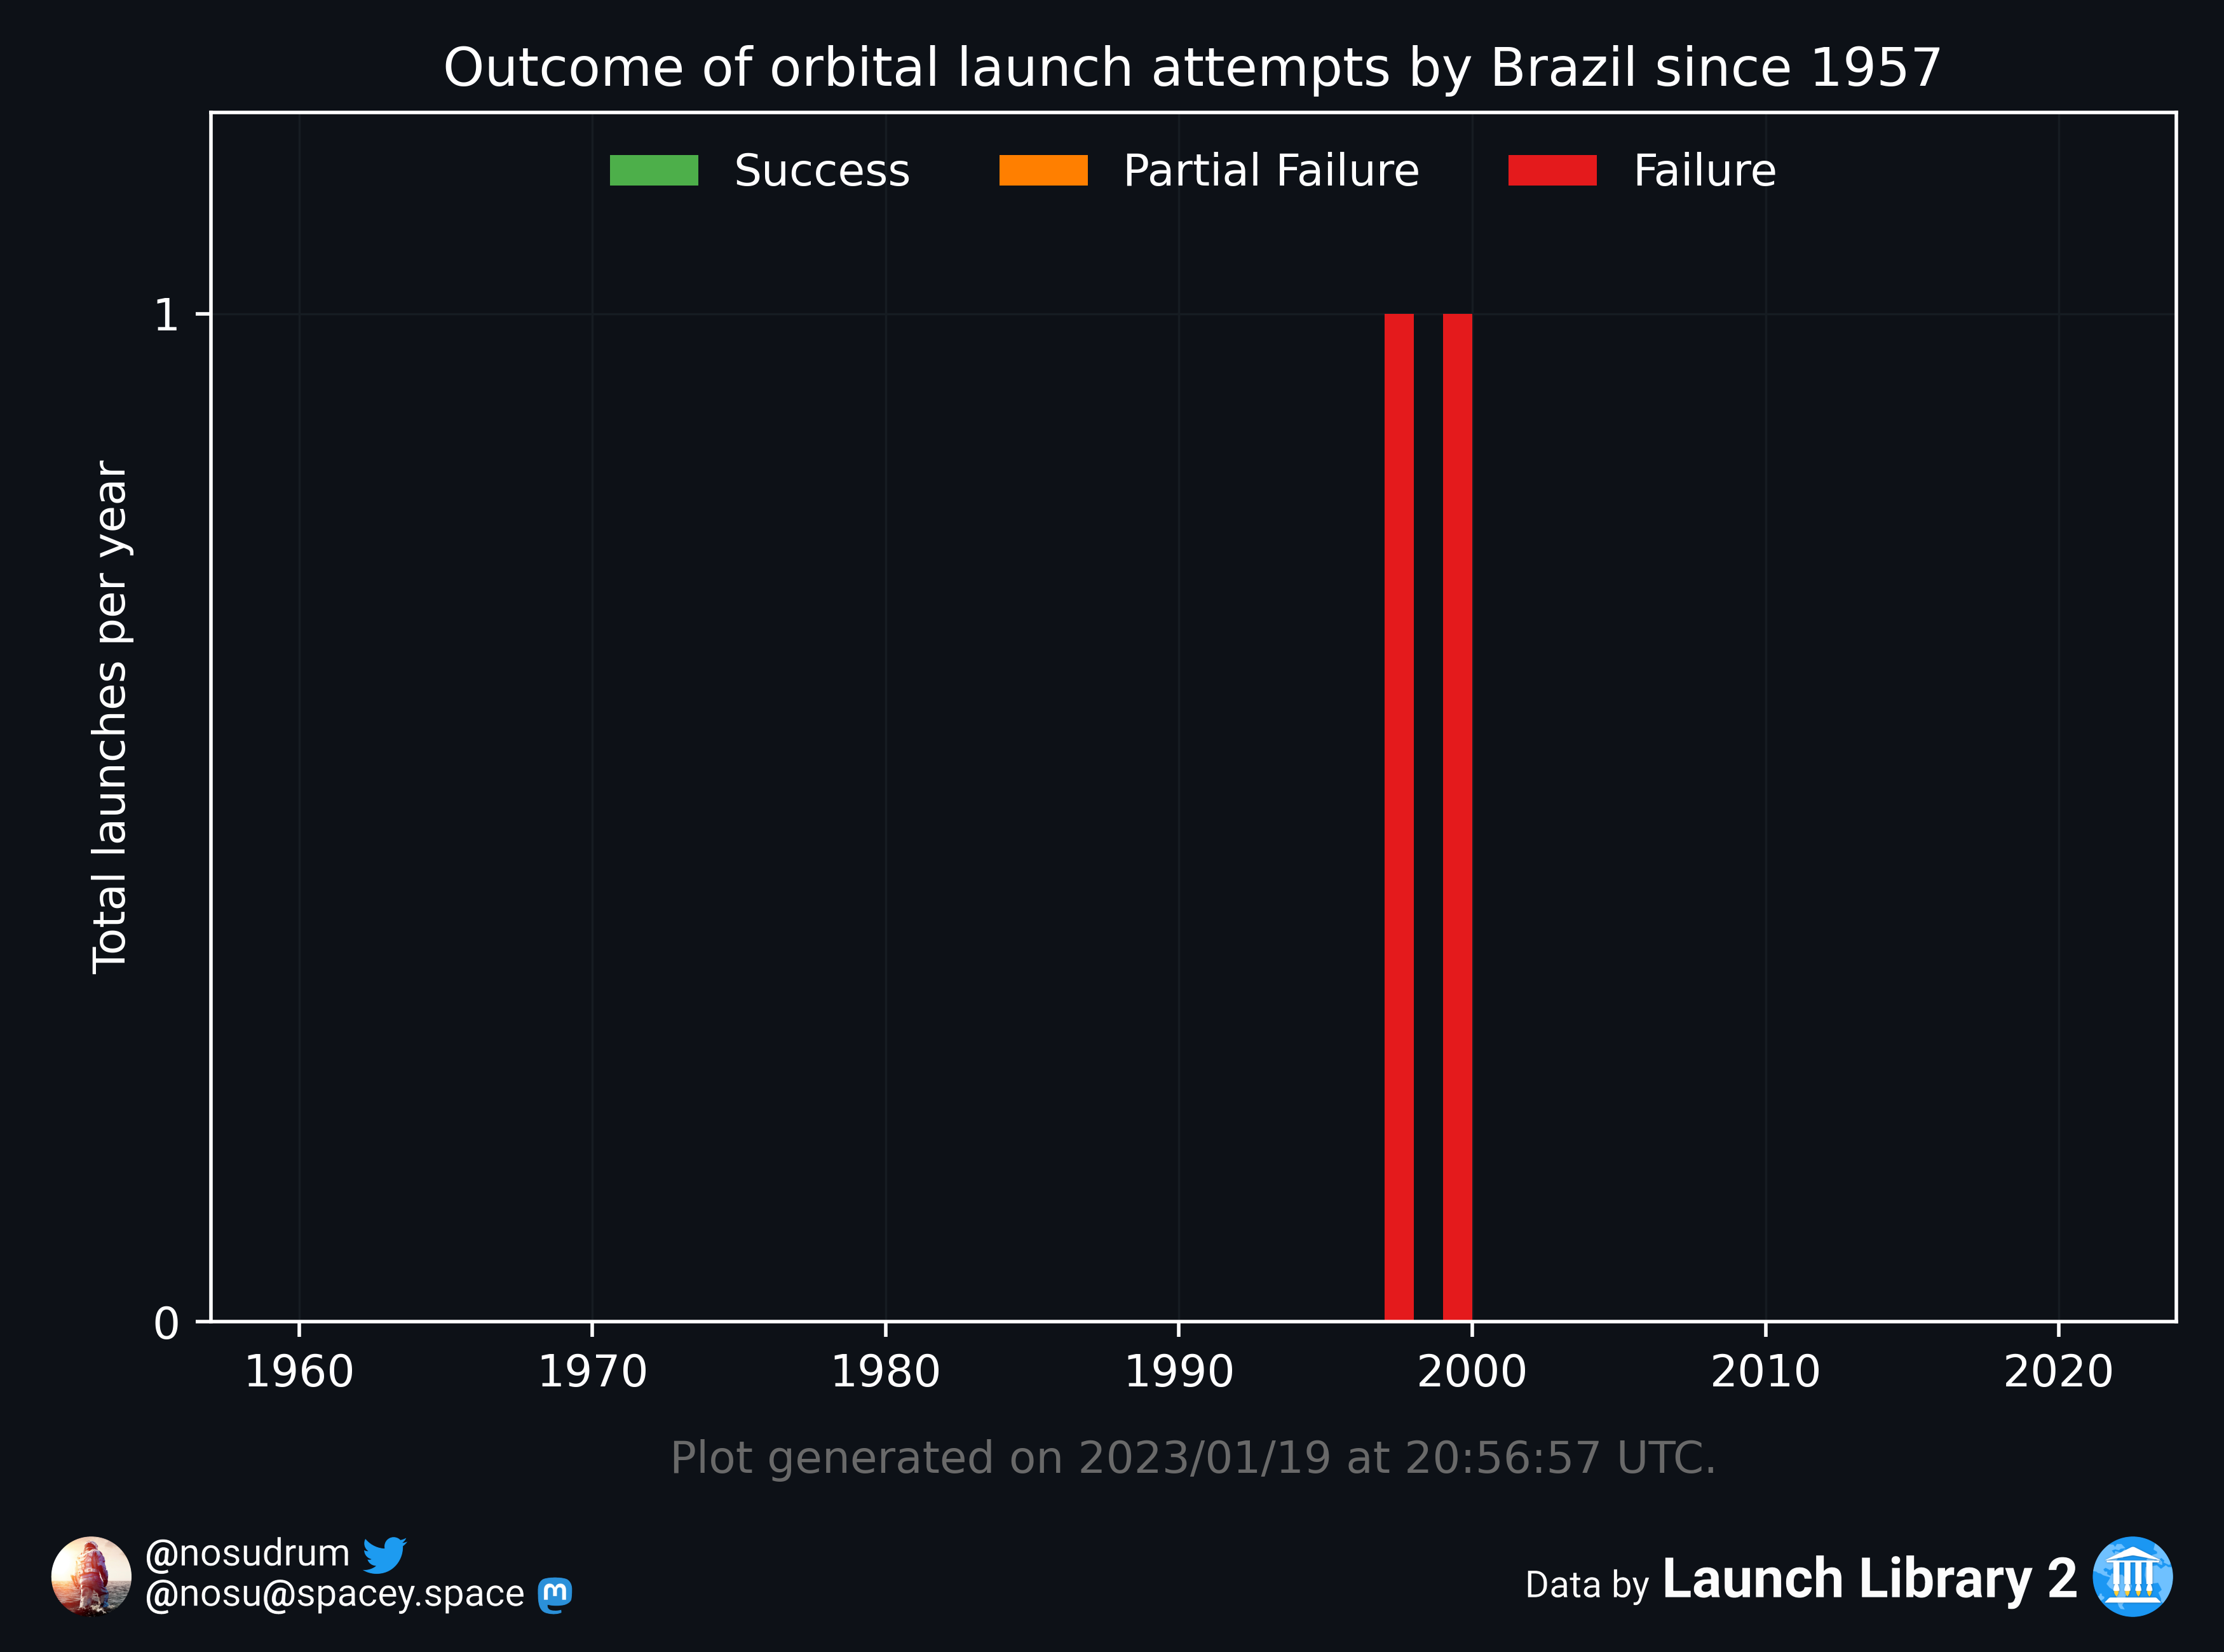 Outcome of orbital launch attempts by Brazil since 1957
Success Partial Failure Failure
Total launches per year
1
0
1960 1970 1980 1990 2000 2010 2020
Plot generated on 2023/01/19 at 20:56:57 UTC.
@nosudrum
@nosu@spacey.space
Data by Launch Library 2